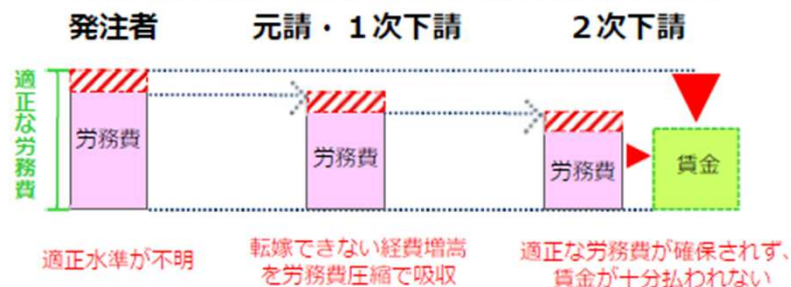 発注者
元請・１次下請
２次下請
適正な労務費
労務費
労務費
労務費
賃金
適正水準が不明
転嫁できない経費増嵩
を労務費圧縮で吸収
適正な労務費が確保されず、
賃金が十分払われない